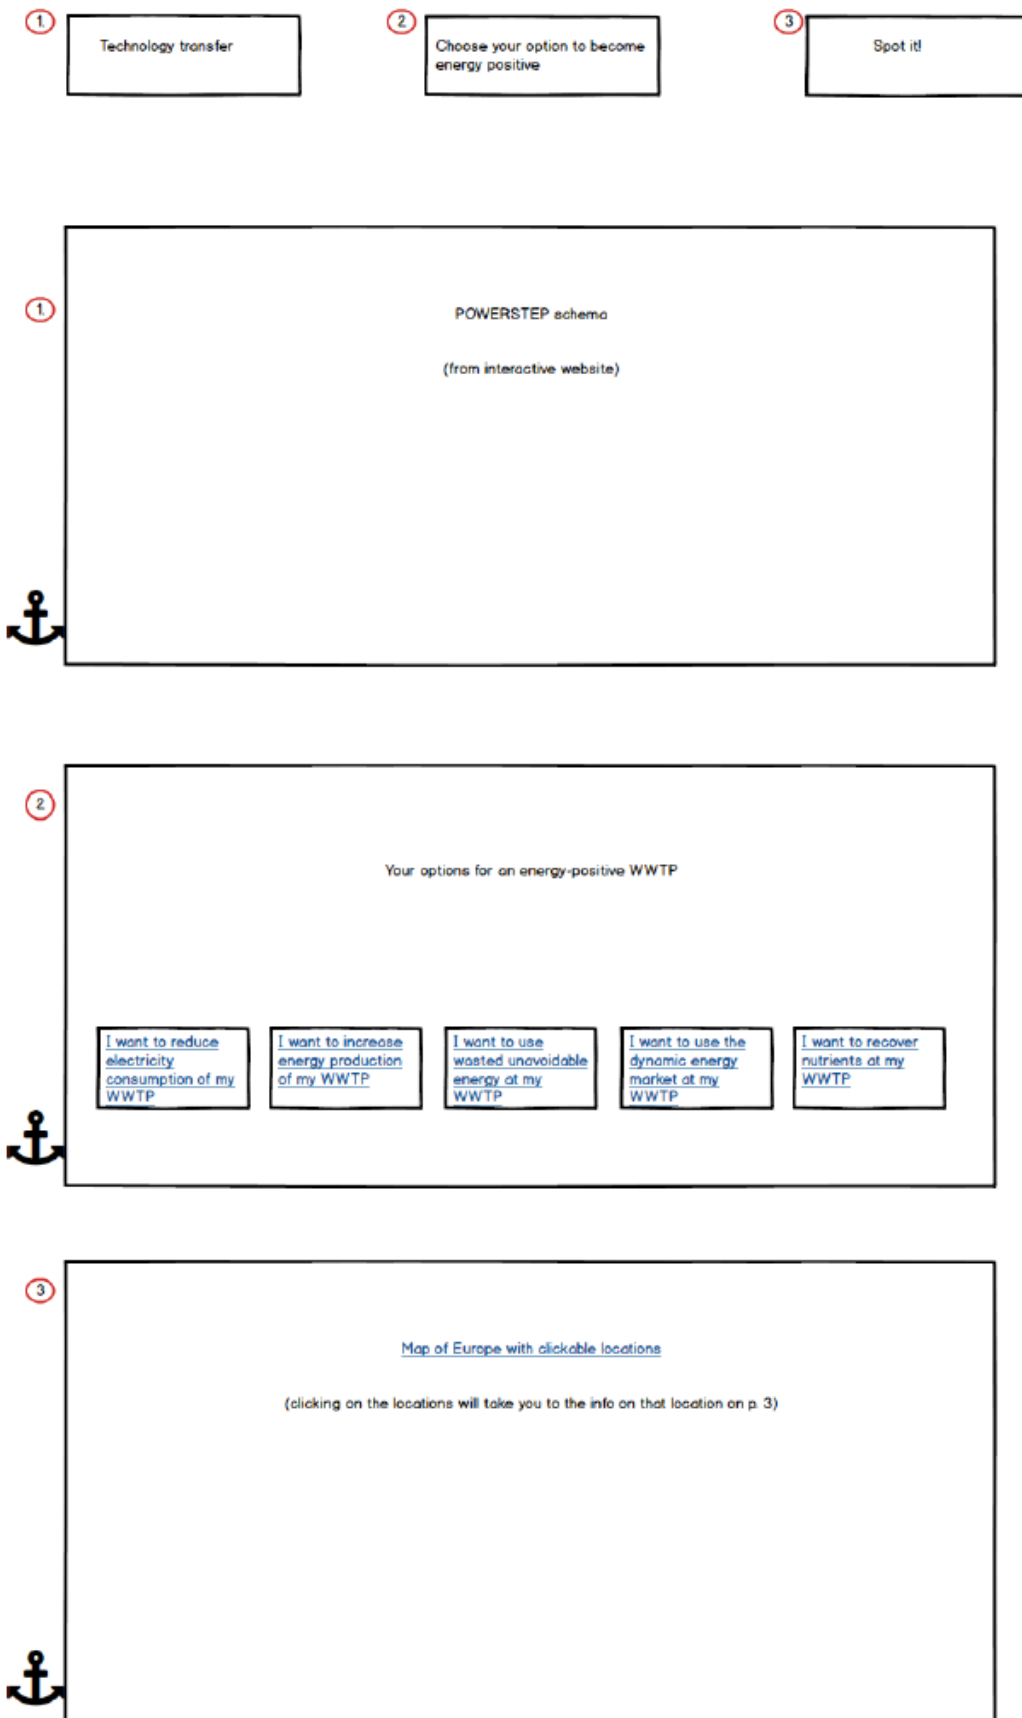 1.
Technology transfer
2
Choose your option to become
energy positive
3
Spot it!
1.
POWERSTEP schema
(from interactive website)
2
Your options for an energy-positive WWTP
I want to reduce
electricity
consumption of my
WWTP
I want to increase
energy production
of my WWTP
I want to use
wasted unavoidable
energy at my
WWTP
I want to use the
dynamic energy
market at my
WWTP
I want to recover
nutrients at my
WWTP
3
Map of Europe with clickable locations
(clicking on the locations will take you to the info on that location on p. 3)